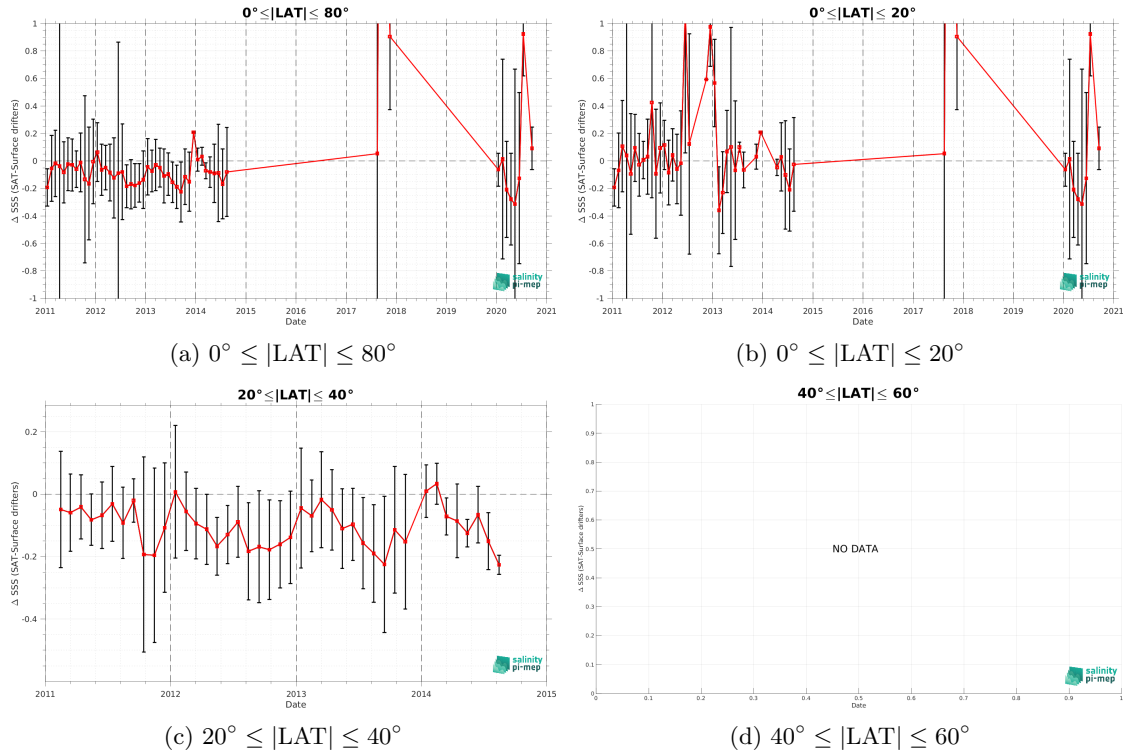 0°≤|LAT|≤ 80°
1
0.8
0.6
0.4
0.2
0
-0.2
-0.4
-0.6
-0.8
-1
Δ SSS (SAT-Surface drifters)
2011 2012 2013 2014 2015 2016 2017 2018 2019 2020 2021
Date
salinity
pi-mep
(a) 0° ≤ |LAT| ≤ 80°
0°≤|LAT|≤ 20°
1
0.8
0.6
0.4
0.2
0
-0.2
-0.4
-0.6
-0.8
-1
Δ SSS (SAT-Surface drifters)
2011 2012 2013 2014 2015 2016 2017 2018 2019 2020 2021
Date
salinity
pi-mep
(b) 0° ≤ |LAT| ≤ 20°
20°≤|LAT|≤ 40°
0.2
0
-0.2
-0.4
Δ SSS (SAT-Surface drifters)
2011 2012 2013 2014 2015
Date
salinity
pi-mep
(c) 20° ≤ |LAT| ≤ 40°
40°≤|LAT|≤ 60°
1
0.9
0.8
0.7
0.6
0.5
0.4
0.3
0.2
0.1
0
Δ SSS (SAT-Surface drifters)
NO DATA
0 0.1 0.2 0.3 0.4 0.5 0.6 0.7 0.8 0.9 1
Date
salinity
pi-mep
(d) 40° ≤ |LAT| ≤ 60°